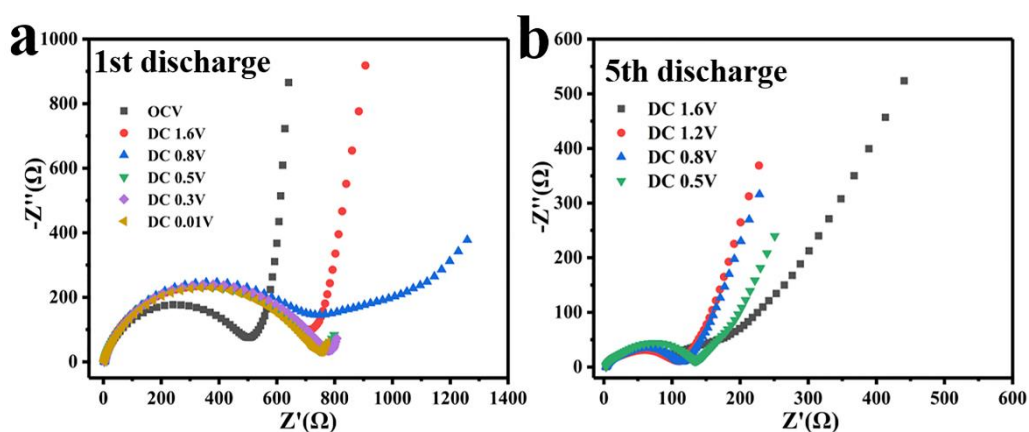 a
1st discharge
OCV
DC 1.6V
DC 0.8V
DC 0.5V
DC 0.3V
DC 0.01V
-Z''(Ω)
1000
800
600
400
200
0
0 200 400 600 800 1000 1200 1400
Z'(Ω)
b
5th discharge
DC 1.6V
DC 1.2V
DC 0.8V
DC 0.5V
-Z''(Ω)
600
500
400
300
200
100
0
0 100 200 300 400 500 600
Z'(Ω)